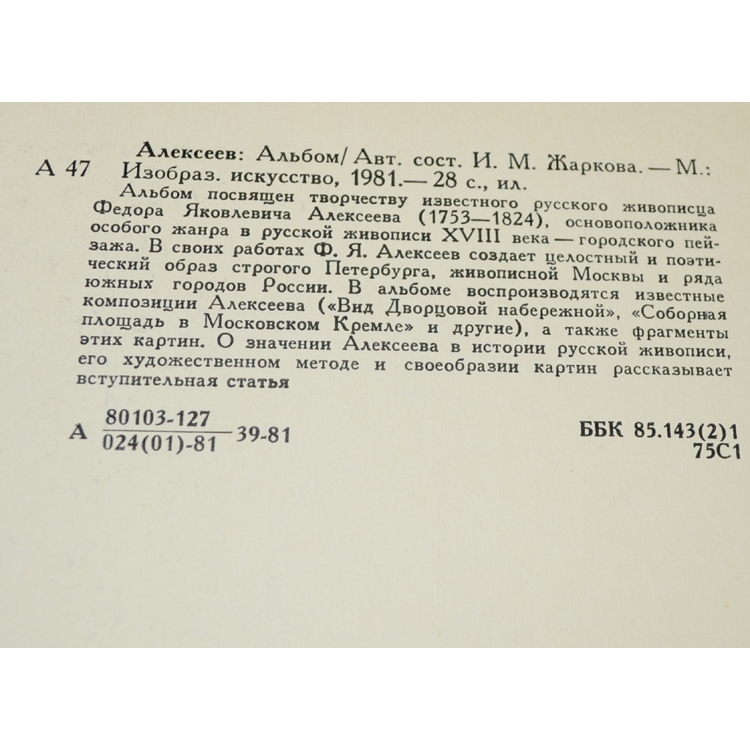 Алексеев: Альбом/ Авт. сост. И. М. Жаркова. — М.:
А 47 Изобраз. искусство, 1981.— 28 с., ил.
Альбом посвящен творчеству известного русского живописца
Федора Яковлевича Алексеева (1753—1824), основоположника
особого жанра в русской живописи XVIII века — городского пей-
зажа. В своих работах Ф. Я. Алексеев создает целостный и поэти-
ческий образ строгого Петербурга, живописной Москвы и ряда
южных городов России. В альбоме воспроизводятся известные
композиции Алексеева («Вид Дворцовой набережной», «Соборная
площадь в Московском Кремле» и другие), а также фрагменты
этих картин. О значении Алексеева в истории русской живописи,
его художественном методе и своеобразии картин рассказывает
вступительная статья
80103-127
А 39-81 ББК 85.143(2)1
024(01)-81 75С1